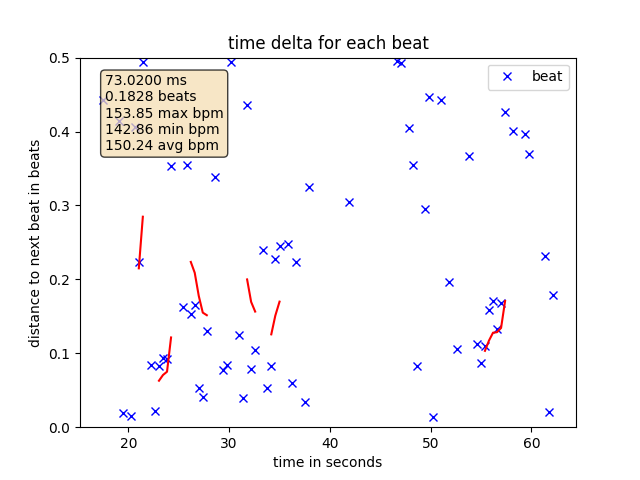 time delta for each beat
0.5
0.4
0.3
0.2
0.1
0.0
distance to next beat in beats
73.0200 ms
0.1828 beats
153.85 max bpm
142.86 min bpm
150.24 avg bpm
beat
20 30 40 50 60
time in seconds